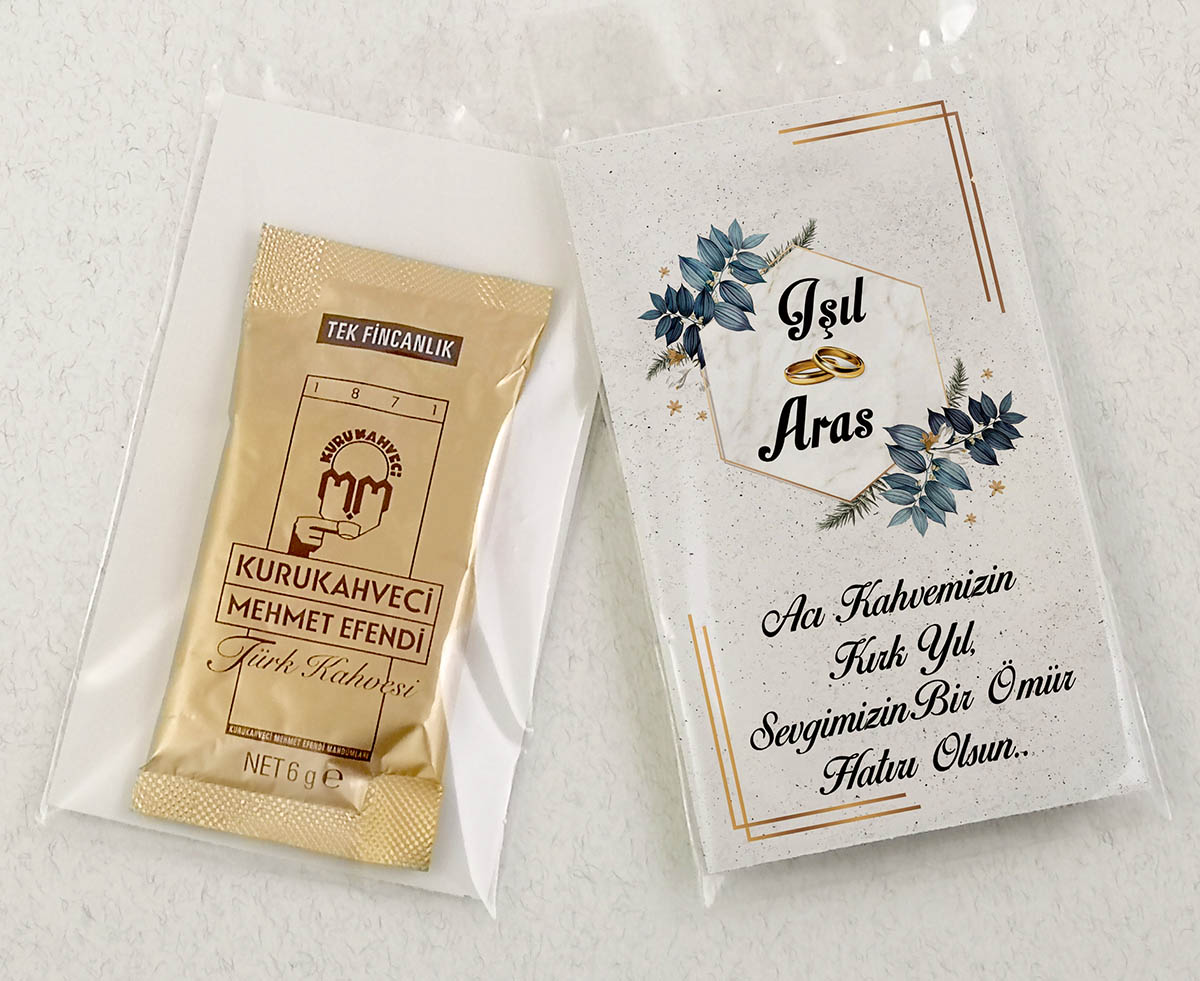 TEK FİNCANLIK
1 8 7 1
KURUKAHVECİ
MM
KURUKAHVECİ
MEHMET EFENDİ
Türk Kahvesi
KURUKAHVECİ MEHMET EFENDİ MAHDUMLARI
NET 6 g e
Işıl
Aras
Acı Kahvemizin
Kırk Yıl,
Sevgimizin Bir Ömür
Hatırı Olsun..